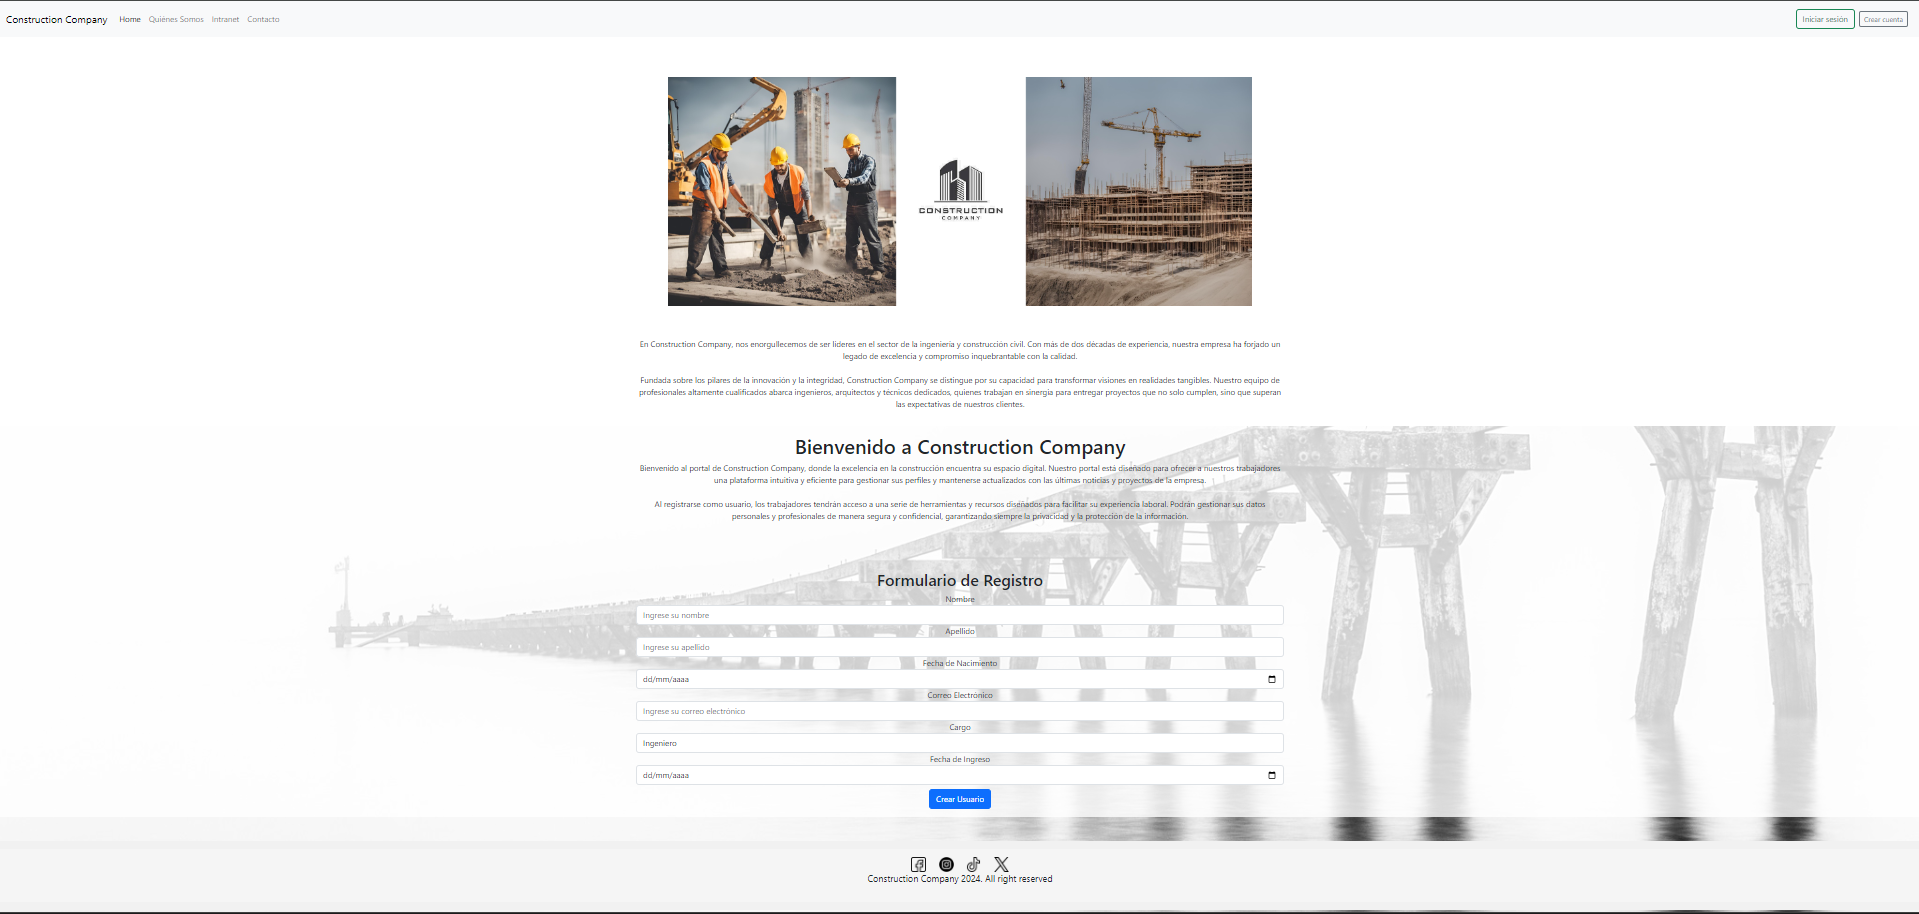 Construction Company Home Quiénes Somos Intranet Contacto Iniciar sesión Crear cuenta
CONSTRUCTION
COMPANY
En Construction Company, nos enorgullecemos de ser líderes en el sector de la ingeniería y construcción civil. Con más de dos décadas de experiencia, nuestra empresa ha forjado un
legado de excelencia y compromiso inquebrantable con la calidad.
Fundada sobre los pilares de la innovación y la integridad, Construction Company se distingue por su capacidad para transformar visiones en realidades tangibles. Nuestro equipo de
profesionales altamente cualificados abarca ingenieros, arquitectos y técnicos dedicados, quienes trabajan en sinergia para entregar proyectos que no solo cumplen, sino que superan
las expectativas de nuestros clientes.
Bienvenido a Construction Company
Bienvenido al portal de Construction Company, donde la excelencia en la construcción encuentra su espacio digital. Nuestro portal está diseñado para ofrecer a nuestros trabajadores
una plataforma intuitiva y eficiente para gestionar sus perfiles y mantenerse actualizados con las últimas noticias y proyectos de la empresa.
Al registrarse como usuario, los trabajadores tendrán acceso a una serie de herramientas y recursos diseñados para facilitar su experiencia laboral. Podrán gestionar sus datos
personales y profesionales de manera segura y confidencial, garantizando siempre la privacidad y la protección de la información.
Formulario de Registro
Nombre
Ingrese su nombre
Apellido
Ingrese su apellido
Fecha de Nacimiento
dd/mm/aaaa
Correo Electrónico
Ingrese su correo electrónico
Cargo
Ingeniero
Fecha de Ingreso
dd/mm/aaaa
Crear Usuario
Construction Company 2024. All right reserved